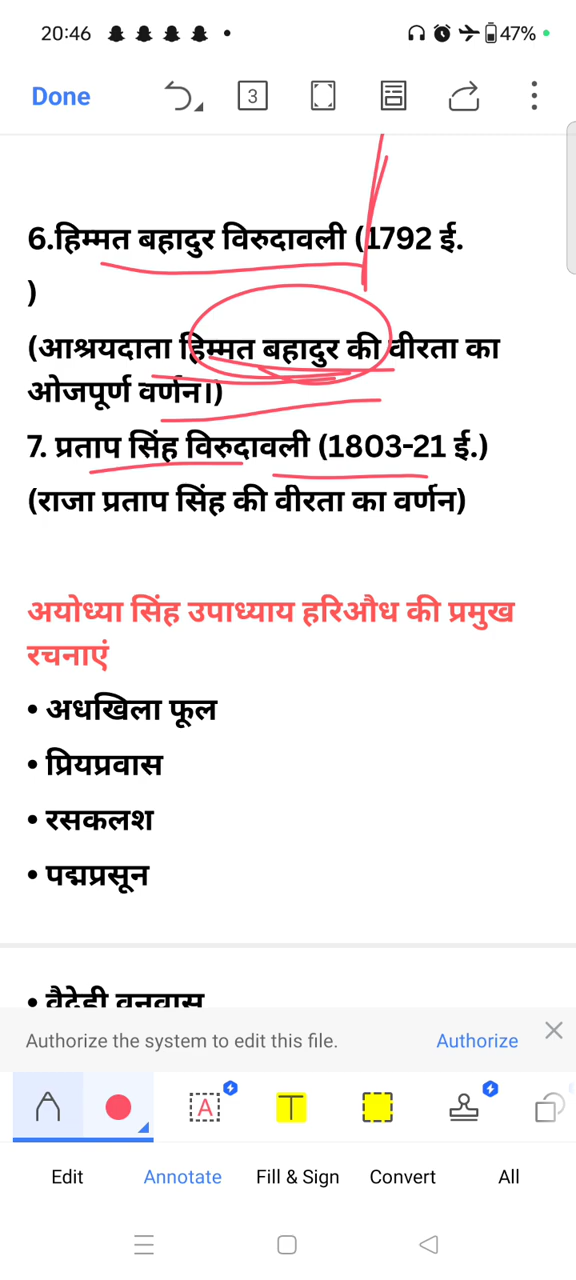 20:46
47%
Done
3
6.हिम्मत बहादुर विरुदावली (1792 ई.
)
(आश्रयदाता हिम्मत बहादुर की वीरता का
ओजपूर्ण वर्णन।)
7. प्रताप सिंह विरुदावली (1803-21 ई.)
(राजा प्रताप सिंह की वीरता का वर्णन)
अयोध्या सिंह उपाध्याय हरिऔध की प्रमुख
रचनाएं
• अधखिला फूल
• प्रियप्रवास
• रसकलश
• पद्मप्रसून
• वैदेही वनवास
Authorize the system to edit this file.
Authorize
A
T
Edit
Annotate
Fill & Sign
Convert
All